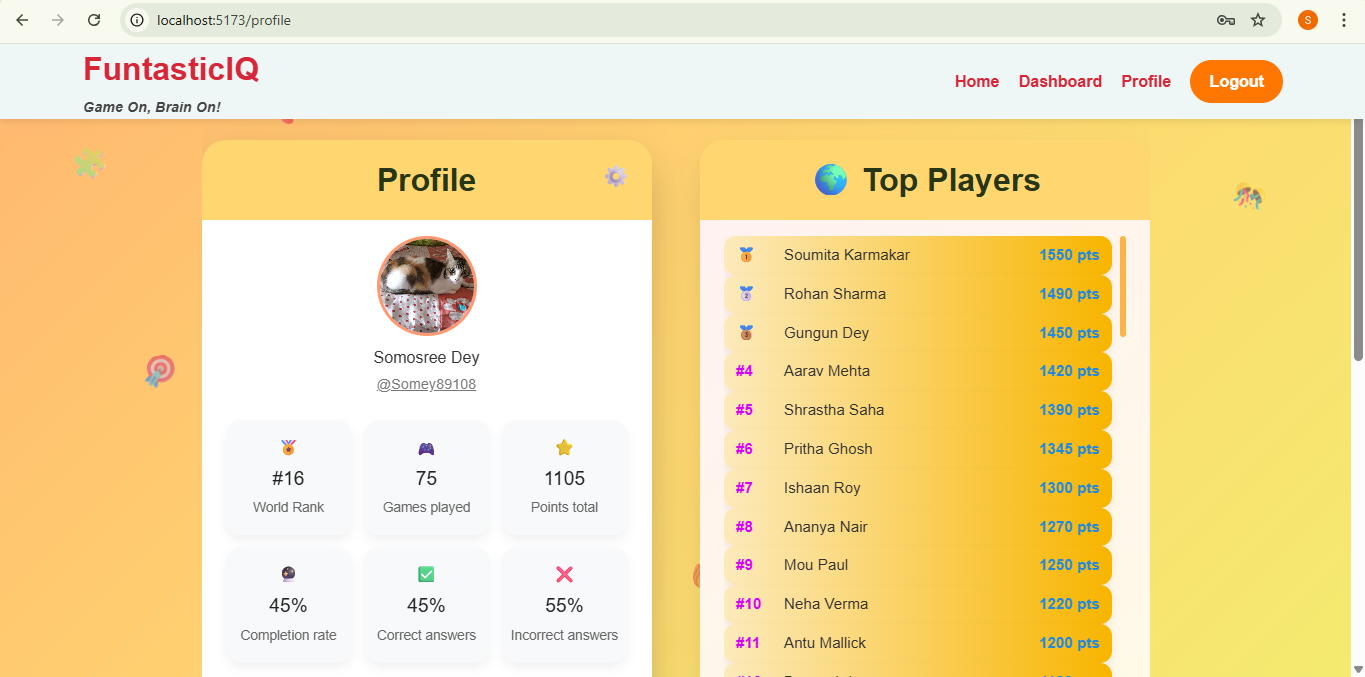 localhost:5173/profile
S
FuntasticIQ
Game On, Brain On!
Home Dashboard Profile Logout
Profile
Somosree Dey
@Somey89108
#16
World Rank
75
Games played
1105
Points total
45%
Completion rate
45%
Correct answers
55%
Incorrect answers
Top Players
1 Soumita Karmakar 1550 pts
2 Rohan Sharma 1490 pts
3 Gungun Dey 1450 pts
#4 Aarav Mehta 1420 pts
#5 Shrastha Saha 1390 pts
#6 Pritha Ghosh 1345 pts
#7 Ishaan Roy 1300 pts
#8 Ananya Nair 1270 pts
#9 Mou Paul 1250 pts
#10 Neha Verma 1220 pts
#11 Antu Mallick 1200 pts